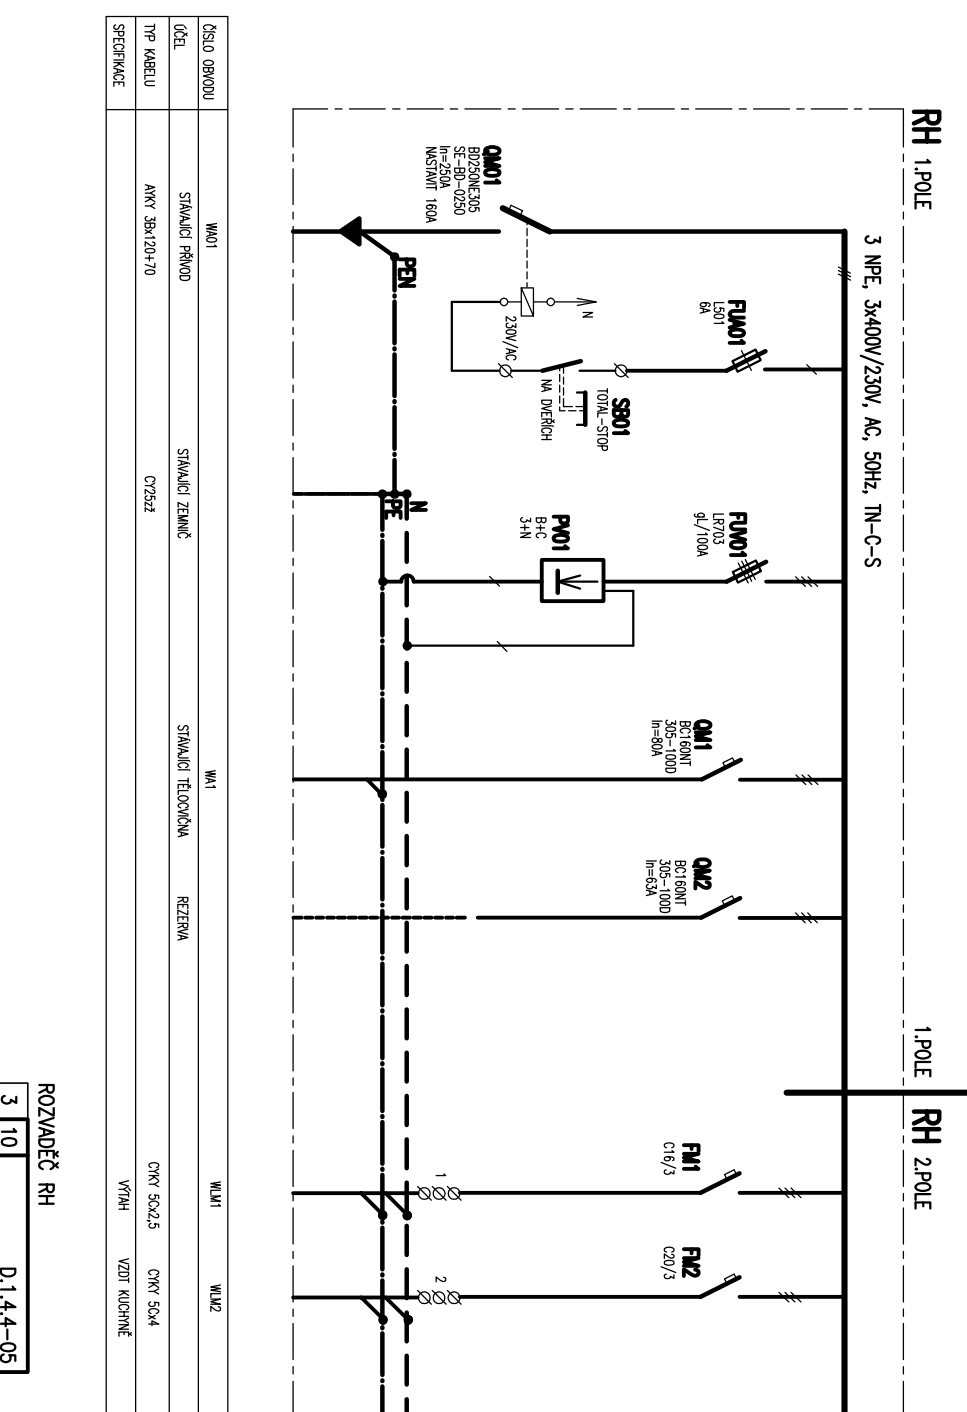 RH 1.POLE
1.POLE
RH 2.POLE
3 NPE, 3x400V/230V, AC, 50Hz, TN-C-S
QM01
BD250NE305
SE-BD-0250
In=250A
NASTAVIT 160A
PEN
N
230V/AC
FUA01
L501
6A
SB01
TOTAL-STOP
NA DVEŘÍCH
N
PE
FUV01
LR703
gL/100A
PV01
B+C
3+N
QM1
BC160NT
305-100D
In=80A
QM2
BC160NT
305-100D
In=63A
FM1
C16/3
1
FM2
C20/3
2
ČÍSLO OBVODU WA01 WA1 WLM1 WLM2
ÚČEL STÁVAJÍCÍ PŘÍVOD STÁVAJÍCÍ ZEMNIČ STÁVAJÍCÍ TĚLOCVIČNA REZERVA
TYP KABELU AYKY 3Bx120+70 CY25zž CYKY 5Cx2,5 CYKY 5Cx4
SPECIFIKACE VÝTAH VZDT KUCHYNĚ
ROZVADĚČ RH
3 10 D.1.4.4-05